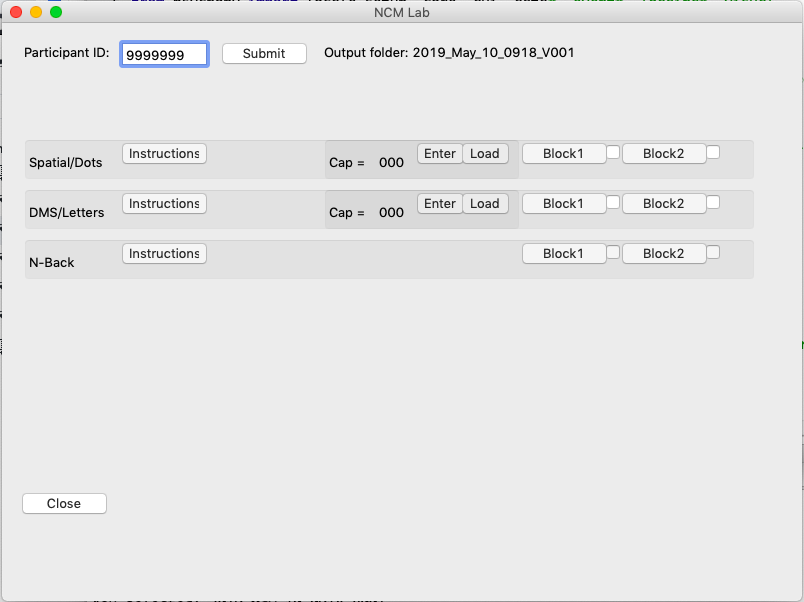 NCM Lab
Participant ID: 9999999 Submit Output folder: 2019_May_10_0918_V001
Spatial/Dots Instructions Cap = 000 Enter Load Block1 Block2
DMS/Letters Instructions Cap = 000 Enter Load Block1 Block2
N-Back Instructions Block1 Block2
Close